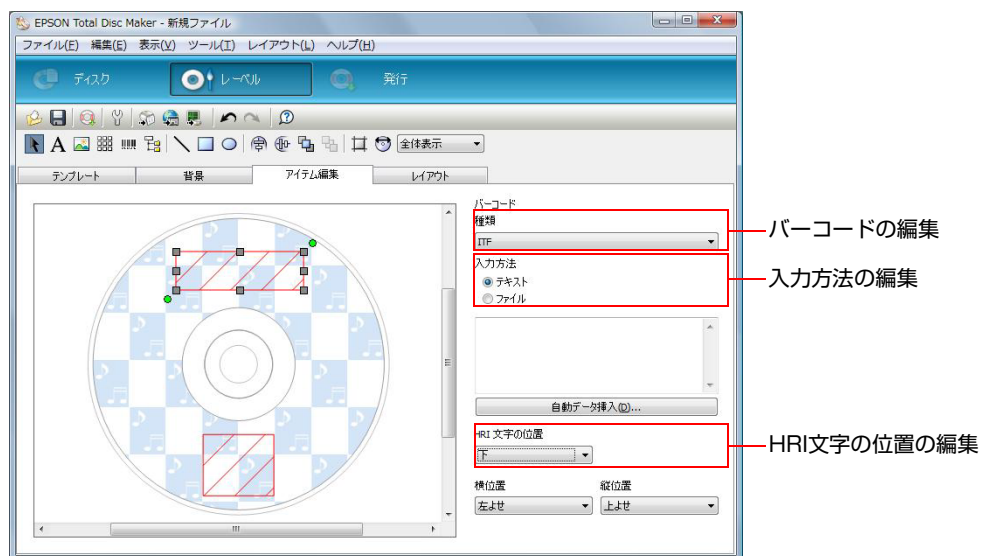 EPSON Total Disc Maker - 新規ファイル
ファイル(F) 編集(E) 表示(V) ツール(T) レイアウト(L) ヘルプ(H)
ディスク レーベル 発行
A 全体表示
テンプレート 背景 アイテム編集 レイアウト
バーコード
種類
ITF
バーコードの編集
入力方法
テキスト
ファイル
入力方法の編集
自動データ挿入(D)...
HRI 文字の位置
下
HRI文字の位置の編集
横位置 縦位置
左よせ 上よせ